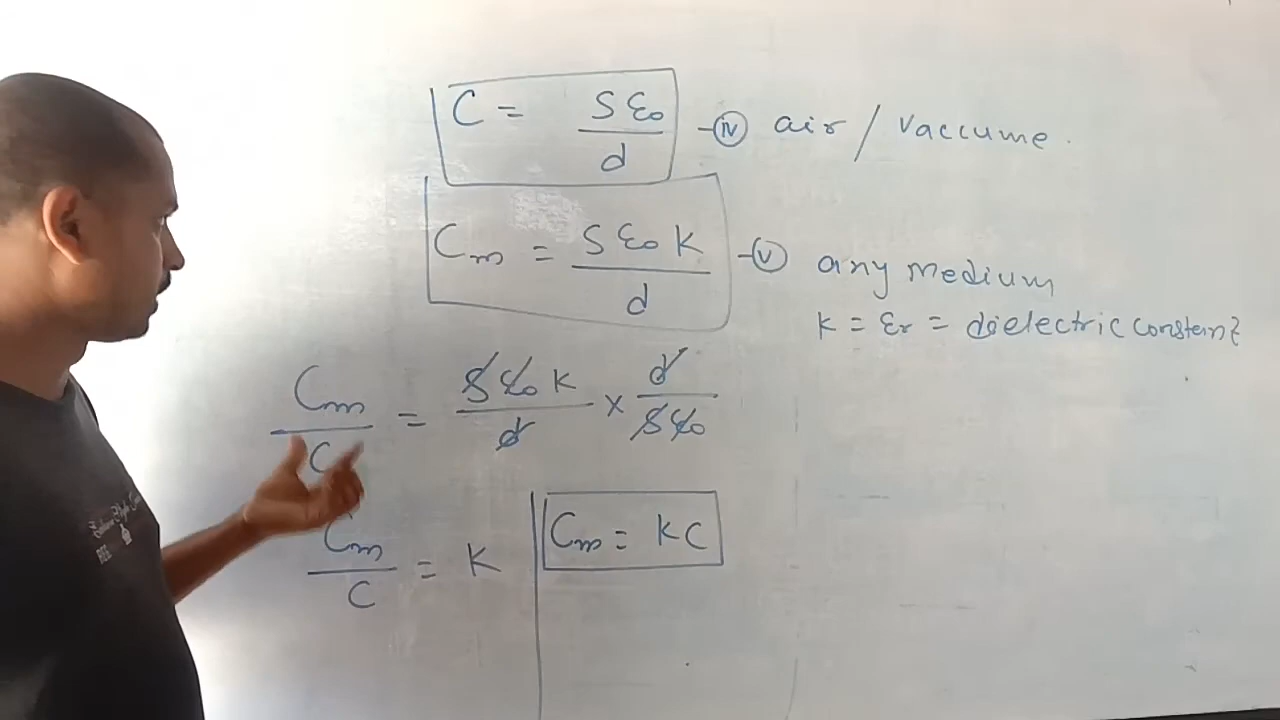 C = Sε₀/d -(iv) air / vaccume.
Cm = Sε₀k/d -(v) any medium
k = εr = dielectric constant
Cm/C = Sε₀k/d × d/Sε₀
Cm/C = k
Cm = kC